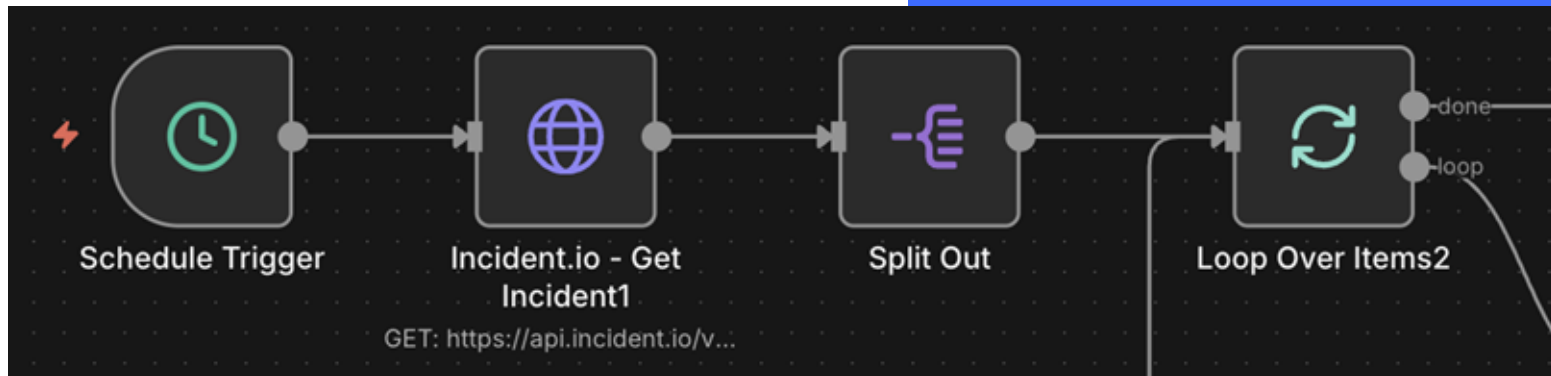 done
loop
Schedule Trigger
Incident.io - Get
Incident1
GET: https://api.incident.io/v...
Split Out
Loop Over Items2